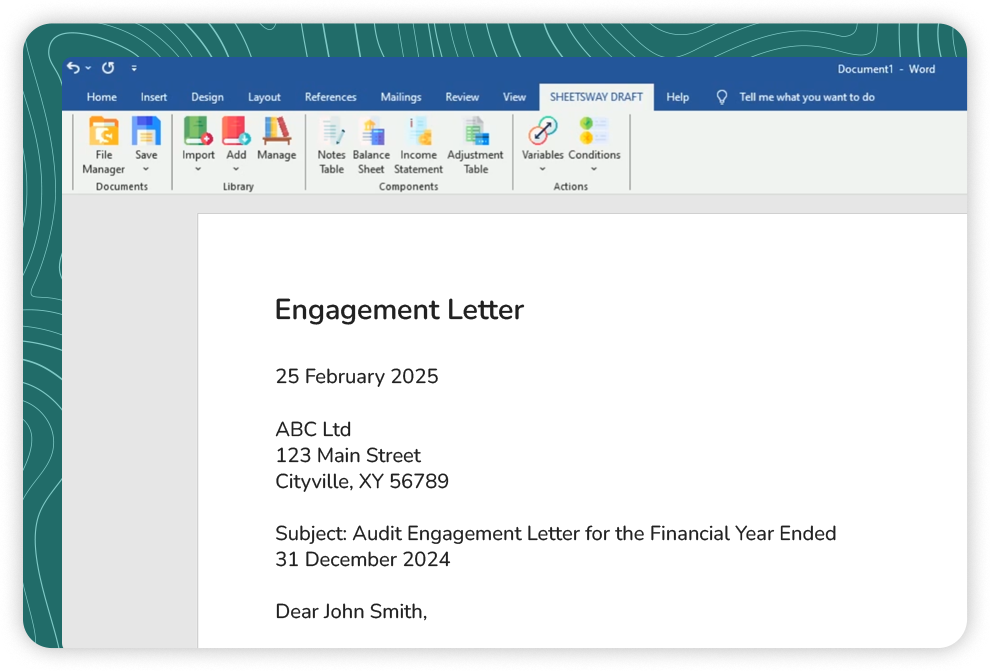 Document1 - Word
Home Insert Design Layout References Mailings Review View SHEETSWAY DRAFT Help Tell me what you want to do
File Manager Save Import Add Manage Notes Table Balance Sheet Income Statement Adjustment Table Variables Conditions
Documents Library Components Actions
Engagement Letter
25 February 2025
ABC Ltd
123 Main Street
Cityville, XY 56789
Subject: Audit Engagement Letter for the Financial Year Ended
31 December 2024
Dear John Smith,